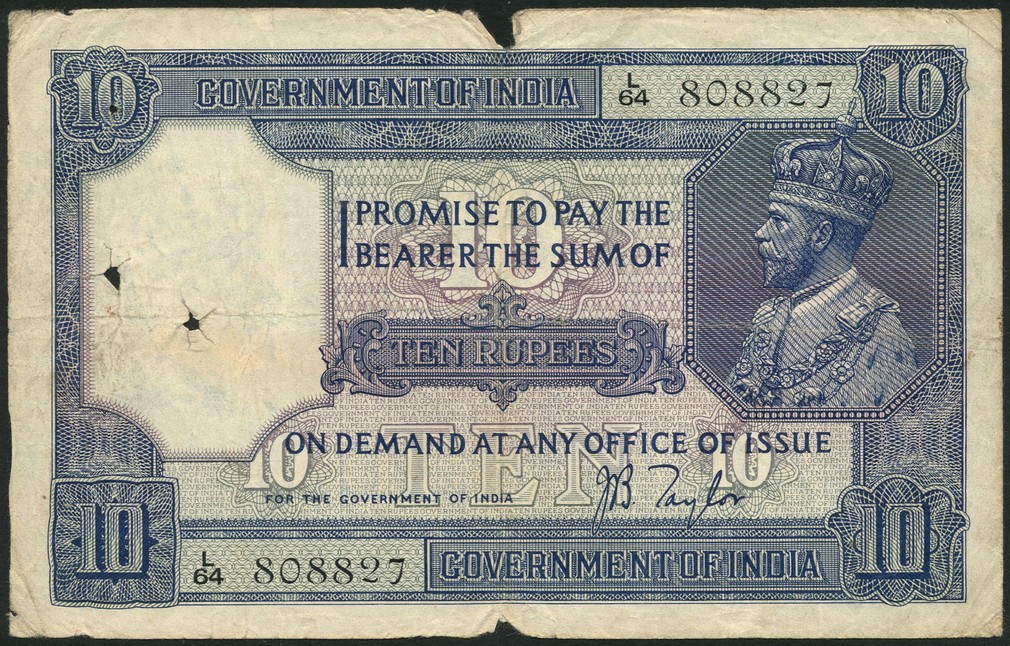 10 GOVERNMENT OF INDIA L/64 808827 10
10
I PROMISE TO PAY THE
BEARER THE SUM OF
TEN RUPEES
ON DEMAND AT ANY OFFICE OF ISSUE
10 TEN 10
FOR THE GOVERNMENT OF INDIA JB Taylor
10 L/64 808827 GOVERNMENT OF INDIA 10